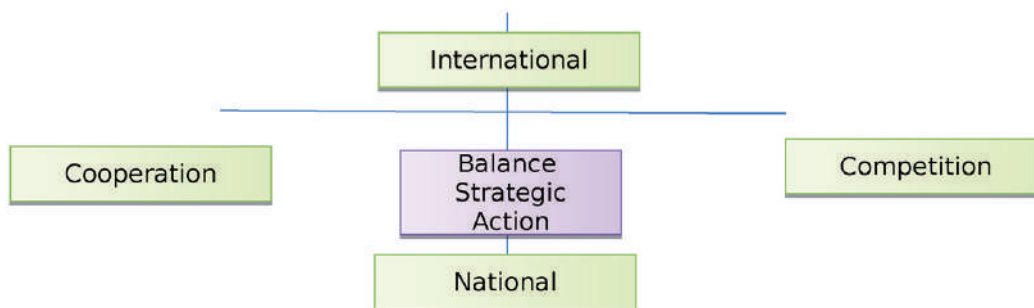 International
Cooperation
Balance
Strategic
Action
Competition
National